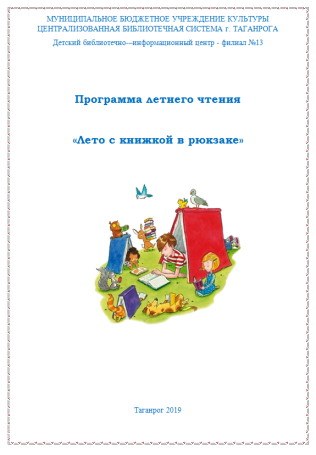 МУНИЦИПАЛЬНОЕ БЮДЖЕТНОЕ УЧРЕЖДЕНИЕ КУЛЬТУРЫ
ЦЕНТРАЛИЗОВАННАЯ БИБЛИОТЕЧНАЯ СИСТЕМА г. ТАГАНРОГА
Детский библиотечно---информационный центр - филиал №13
Программа летнего чтения
«Лето с книжкой в рюкзаке»
Таганрог 2019